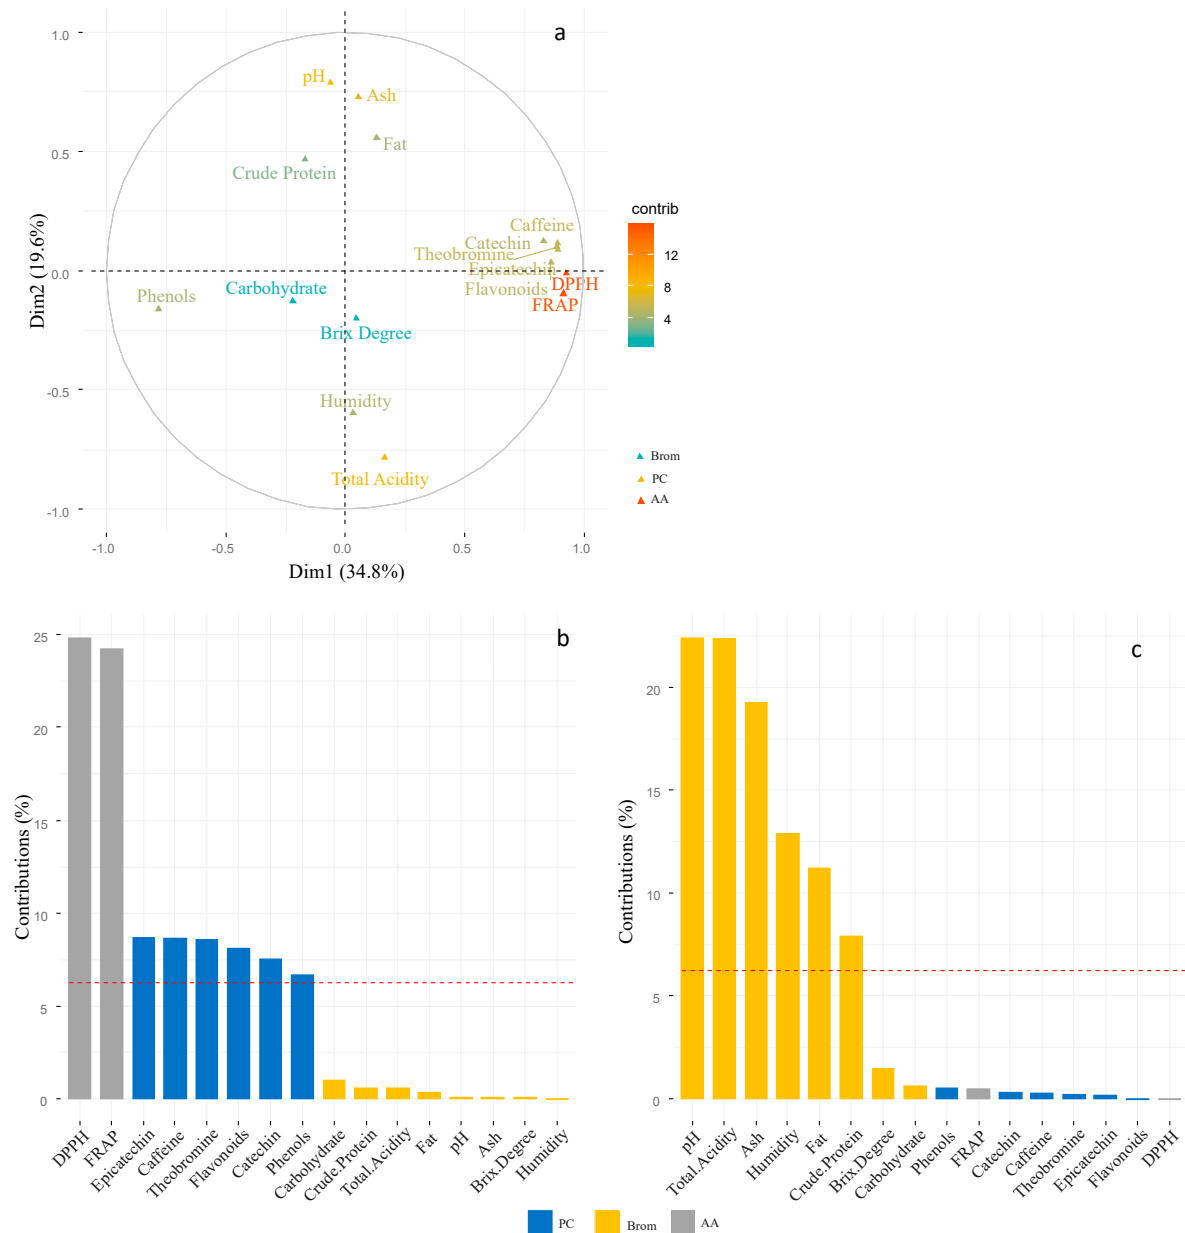 a
1.0
0.5
0.0
-0.5
-1.0
Dim2 (19.6%)
pH
Ash
Fat
Crude Protein
Caffeine
Catechin
Theobromine
Epicatechin
Flavonoids
DPPH
FRAP
Carbohydrate
Phenols
Brix Degree
Humidity
Total Acidity
-1.0 -0.5 0.0 0.5 1.0
Dim1 (34.8%)
contrib
12
8
4
Brom
PC
AA
b
25
20
15
10
5
0
Contributions (%)
DPPH
FRAP
Epicatechin
Caffeine
Theobromine
Flavonoids
Catechin
Phenols
Carbohydrate
Crude.Protein
Total.Acidity
Fat
pH
Ash
Brix.Degree
Humidity
c
20
15
10
5
0
Contributions (%)
pH
Total.Acidity
Ash
Humidity
Fat
Crude.Protein
Brix.Degree
Carbohydrate
Phenols
FRAP
Catechin
Caffeine
Theobromine
Epicatechin
Flavonoids
DPPH
PC Brom AA